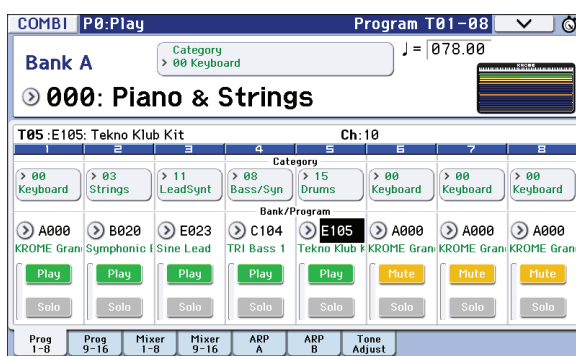 COMBI P0:Play Program T01-08
Bank A
Category
> 00 Keyboard
♩ = 078.00
KROME
000: Piano & Strings
T05 :E105: Tekno Klub Kit Ch:10
1 2 3 4 5 6 7 8
Category
> 00 Keyboard > 03 Strings > 11 LeadSynt > 08 Bass/Syn > 15 Drums > 00 Keyboard > 00 Keyboard > 00 Keyboard
Bank/Program
A000 B020 E023 C104 E105 A000 A000 A000
KROME Gran Symphonic E Sine Lead TRI Bass 1 Tekno Klub K KROME Gran KROME Gran KROME Gran
Play Play Play Play Play Mute Mute Mute
Solo Solo Solo Solo Solo Solo Solo Solo
Prog 1-8 Prog 9-16 Mixer 1-8 Mixer 9-16 ARP A ARP B Tone Adjust